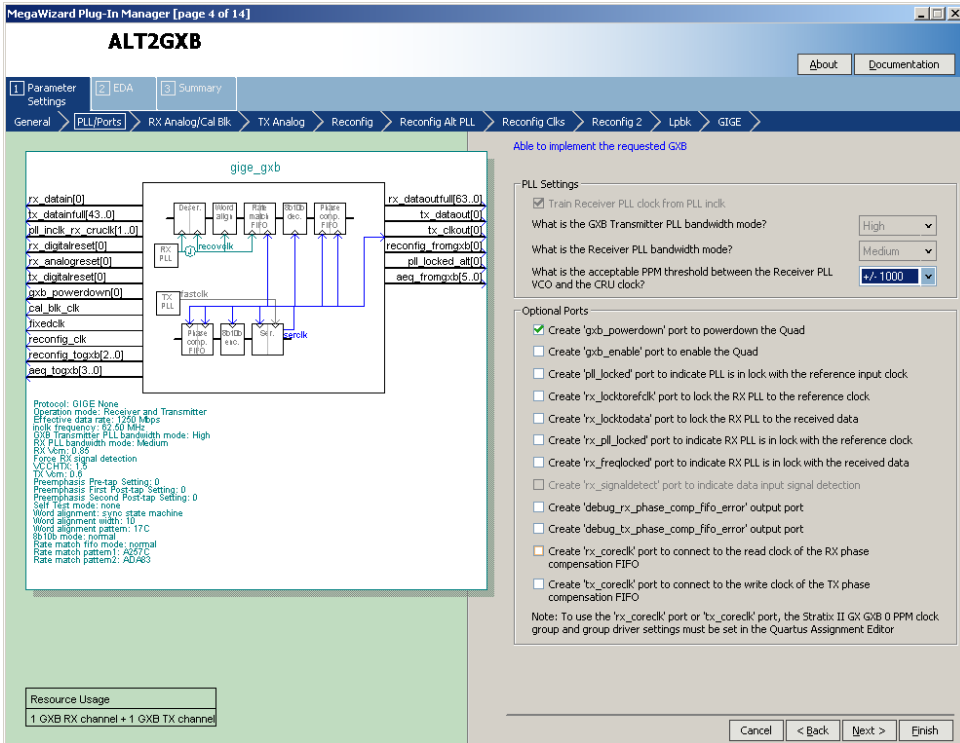 MegaWizard Plug-In Manager [page 4 of 14]
ALT2GXB
About
Documentation
1 Parameter Settings
2 EDA
3 Summary
General
PLL/Ports
RX Analog/Cal Blk
TX Analog
Reconfig
Reconfig Alt PLL
Reconfig Clks
Reconfig 2
Lpbk
GIGE
gige_gxb
rx_datain[0]
tx_datainfull[43..0]
pll_inclk_rx_cruclk[1..0]
rx_digitalreset[0]
rx_analogreset[0]
tx_digitalreset[0]
gxb_powerdown[0]
cal_blk_clk
fixedclk
reconfig_clk
reconfig_togxb[2..0]
aeq_togxb[3..0]
Deser.
Word align
Rate match FIFO
8b10b dec.
Phase comp. FIFO
RX PLL
recovclk
TX PLL
fastclk
Phase comp. FIFO
8b10b enc.
Ser.
serclk
rx_dataoutfull[63..0]
tx_dataout[0]
tx_clkout[0]
reconfig_fromgxb[0]
pll_locked_alt[0]
aeq_fromgxb[5..0]
Protocol: GIGE None
Operation mode: Receiver and Transmitter
Effective data rate: 1250 Mbps
inclk frequency: 62.50 MHz
GXB Transmitter PLL bandwidth mode: High
RX PLL bandwidth mode: Medium
RX Vcm: 0.85
Force RX signal detection
VCCHTX: 1.5
TX Vcm: 0.6
Preemphasis Pre-tap Setting: 0
Preemphasis First Post-tap Setting: 0
Preemphasis Second Post-tap Setting: 0
Self Test mode: none
Word alignment: sync state machine
Word alignment width: 10
Word alignment pattern: 17C
8b10b mode: normal
Rate match fifo mode: normal
Rate match pattern1: A257C
Rate match pattern2: ADA83
Resource Usage
1 GXB RX channel + 1 GXB TX channel
Able to implement the requested GXB
PLL Settings
Train Receiver PLL clock from PLL inclk
What is the GXB Transmitter PLL bandwidth mode?
High
What is the Receiver PLL bandwidth mode?
Medium
What is the acceptable PPM threshold between the Receiver PLL
VCO and the CRU clock?
+/- 1000
Optional Ports
Create 'gxb_powerdown' port to powerdown the Quad
Create 'gxb_enable' port to enable the Quad
Create 'pll_locked' port to indicate PLL is in lock with the reference input clock
Create 'rx_locktorefclk' port to lock the RX PLL to the reference clock
Create 'rx_locktodata' port to lock the RX PLL to the received data
Create 'rx_pll_locked' port to indicate RX PLL is in lock with the reference clock
Create 'rx_freqlocked' port to indicate RX PLL is in lock with the received data
Create 'rx_signaldetect' port to indicate data input signal detection
Create 'debug_rx_phase_comp_fifo_error' output port
Create 'debug_tx_phase_comp_fifo_error' output port
Create 'rx_coreclk' port to connect to the read clock of the RX phase
compensation FIFO
Create 'tx_coreclk' port to connect to the write clock of the TX phase
compensation FIFO
Note: To use the 'rx_coreclk' port or 'tx_coreclk' port, the Stratix II GX GXB 0 PPM clock
group and group driver settings must be set in the Quartus Assignment Editor
Cancel
< Back
Next >
Finish